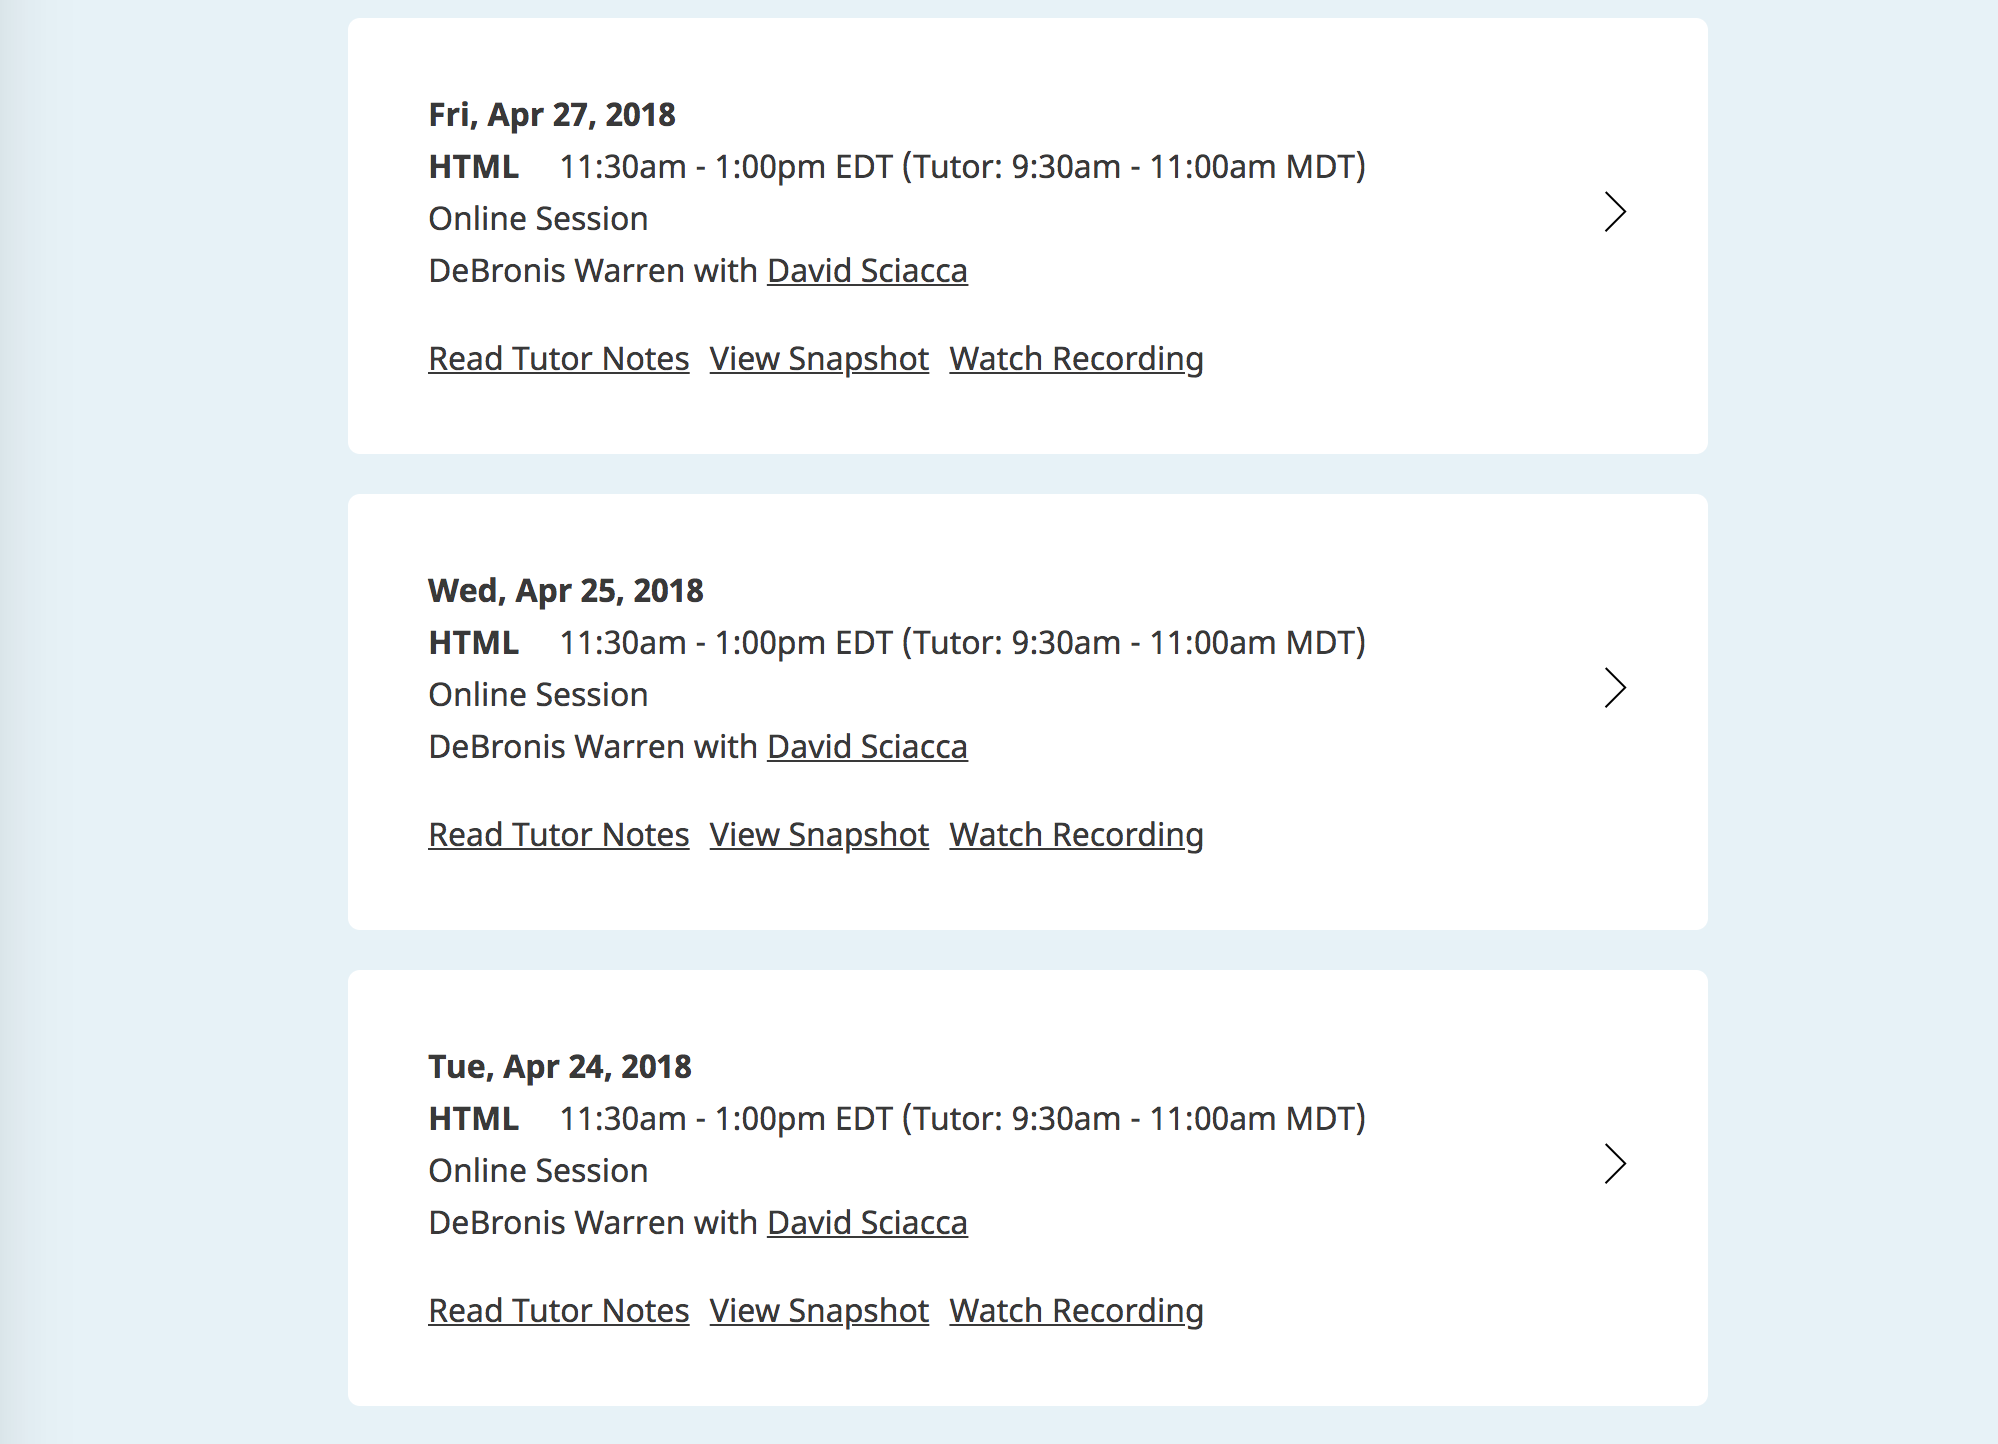 Fri, Apr 27, 2018
HTML 11:30am - 1:00pm EDT (Tutor: 9:30am - 11:00am MDT)
Online Session
DeBronis Warren with David Sciacca
Read Tutor Notes View Snapshot Watch Recording
Wed, Apr 25, 2018
HTML 11:30am - 1:00pm EDT (Tutor: 9:30am - 11:00am MDT)
Online Session
DeBronis Warren with David Sciacca
Read Tutor Notes View Snapshot Watch Recording
Tue, Apr 24, 2018
HTML 11:30am - 1:00pm EDT (Tutor: 9:30am - 11:00am MDT)
Online Session
DeBronis Warren with David Sciacca
Read Tutor Notes View Snapshot Watch Recording